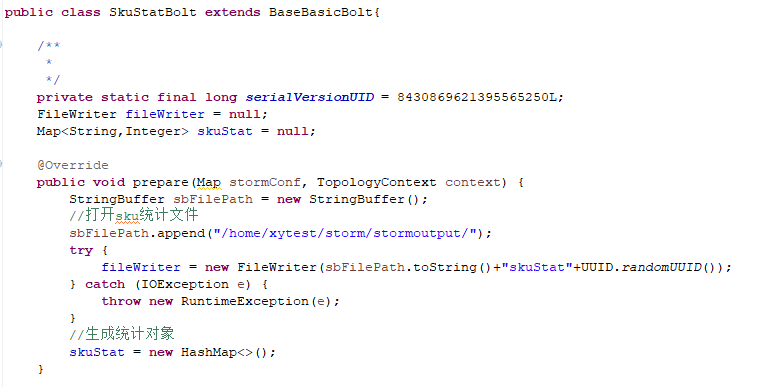 public class SkuStatBolt extends BaseBasicBolt{
/**
*
*/
private static final long serialVersionUID = 8430869621395565250L;
FileWriter fileWriter = null;
Map<String,Integer> skuStat = null;
@Override
public void prepare(Map stormConf, TopologyContext context) {
StringBuffer sbFilePath = new StringBuffer();
//打开sku统计文件
sbFilePath.append("/home/xytest/storm/stormoutput/");
try {
fileWriter = new FileWriter(sbFilePath.toString()+"skuStat"+UUID.randomUUID());
} catch (IOException e) {
throw new RuntimeException(e);
}
//生成统计对象
skuStat = new HashMap<>();
}